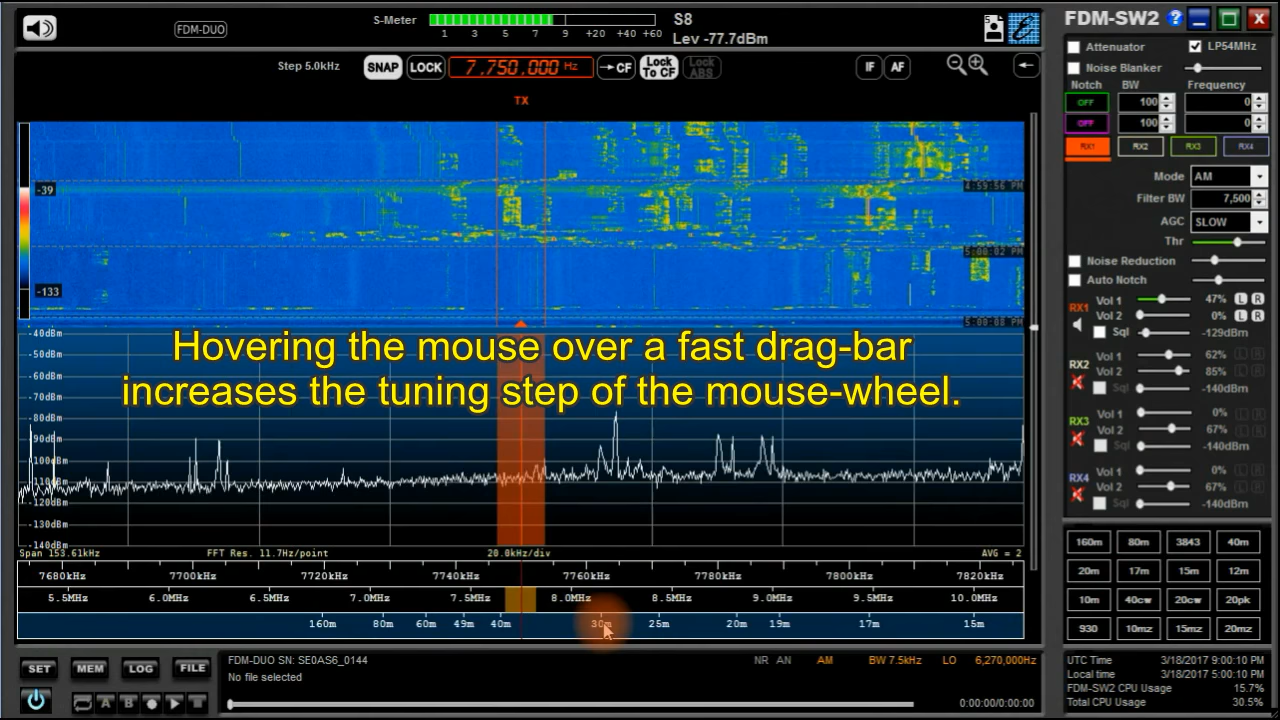 S-Meter
1 3 5 7 9 +20 +40 +60
S8
Lev -77.7dBm
FDM-DUO
FDM-SW2
Step 5.0kHz
SNAP
LOCK
7,750,000 Hz
→CF
Lock To CF
Lock ABS
IF
AF
TX
-39
-133
4:59:56 PM
5:00:02 PM
5:00:08 PM
Hovering the mouse over a fast drag-bar
increases the tuning step of the mouse-wheel.
-40dBm
-50dBm
-60dBm
-70dBm
-80dBm
-90dBm
-100dBm
-110dBm
-120dBm
-130dBm
-140dBm
Span 153.61kHz FFT Res. 11.7Hz/point 20.0kHz/div AVG = 2
7680kHz 7700kHz 7720kHz 7740kHz 7760kHz 7780kHz 7800kHz 7820kHz
5.5MHz 6.0MHz 6.5MHz 7.0MHz 7.5MHz 8.0MHz 8.5MHz 9.0MHz 9.5MHz 10.0MHz
160m 80m 60m 49m 40m 30m 25m 20m 19m 17m 15m
SET MEM LOG FILE
A B
FDM-DUO SN: SE0AS6_0144
NR AN AM BW 7.5kHz LO 6,270,000Hz
No file selected
0:00:00/0:00:00
Attenuator
LP54MHz
Noise Blanker
Notch BW Frequency
OFF 100 0
OFF 100 0
RX1 RX2 RX3 RX4
Mode AM
Filter BW 7,500
AGC SLOW
Thr
Noise Reduction
Auto Notch
RX1
Vol 1 47% L R
Vol 2 0% L R
Sql -129dBm
RX2
Vol 1 62% L R
Vol 2 85% L R
Sql -140dBm
RX3
Vol 1 0% L R
Vol 2 67% L R
Sql -140dBm
RX4
Vol 1 0% L R
Vol 2 67% L R
Sql -140dBm
160m 80m 3843 40m
20m 17m 15m 12m
10m 40cw 20cw 20pk
930 10mz 15mz 20mz
UTC Time 3/18/2017 9:00:10 PM
Local time 3/18/2017 5:00:10 PM
FDM-SW2 CPU Usage 15.7%
Total CPU Usage 30.5%